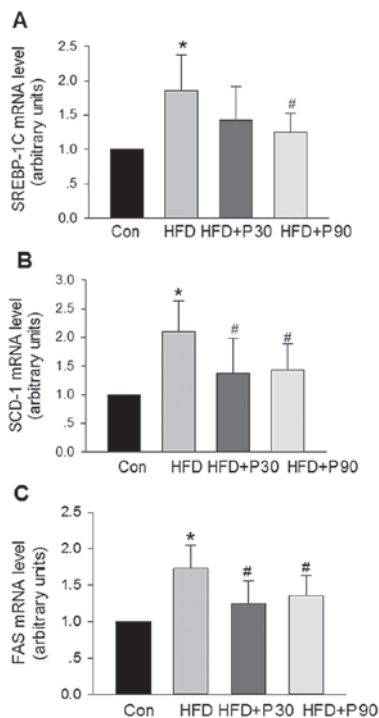 A
SREBP-1C mRNA level
(arbitrary units)
2.5
2.0
1.5
1.0
.5
0.0
*
#
Con HFD HFD+P30 HFD+P90
B
SCD-1 mRNA level
(arbitrary units)
3.0
2.5
2.0
1.5
1.0
.5
0.0
*
# #
Con HFD HFD+P30 HFD+P90
C
FAS mRNA level
(arbitrary units)
2.5
2.0
1.5
1.0
.5
0.0
*
# #
Con HFD HFD+P30 HFD+P90